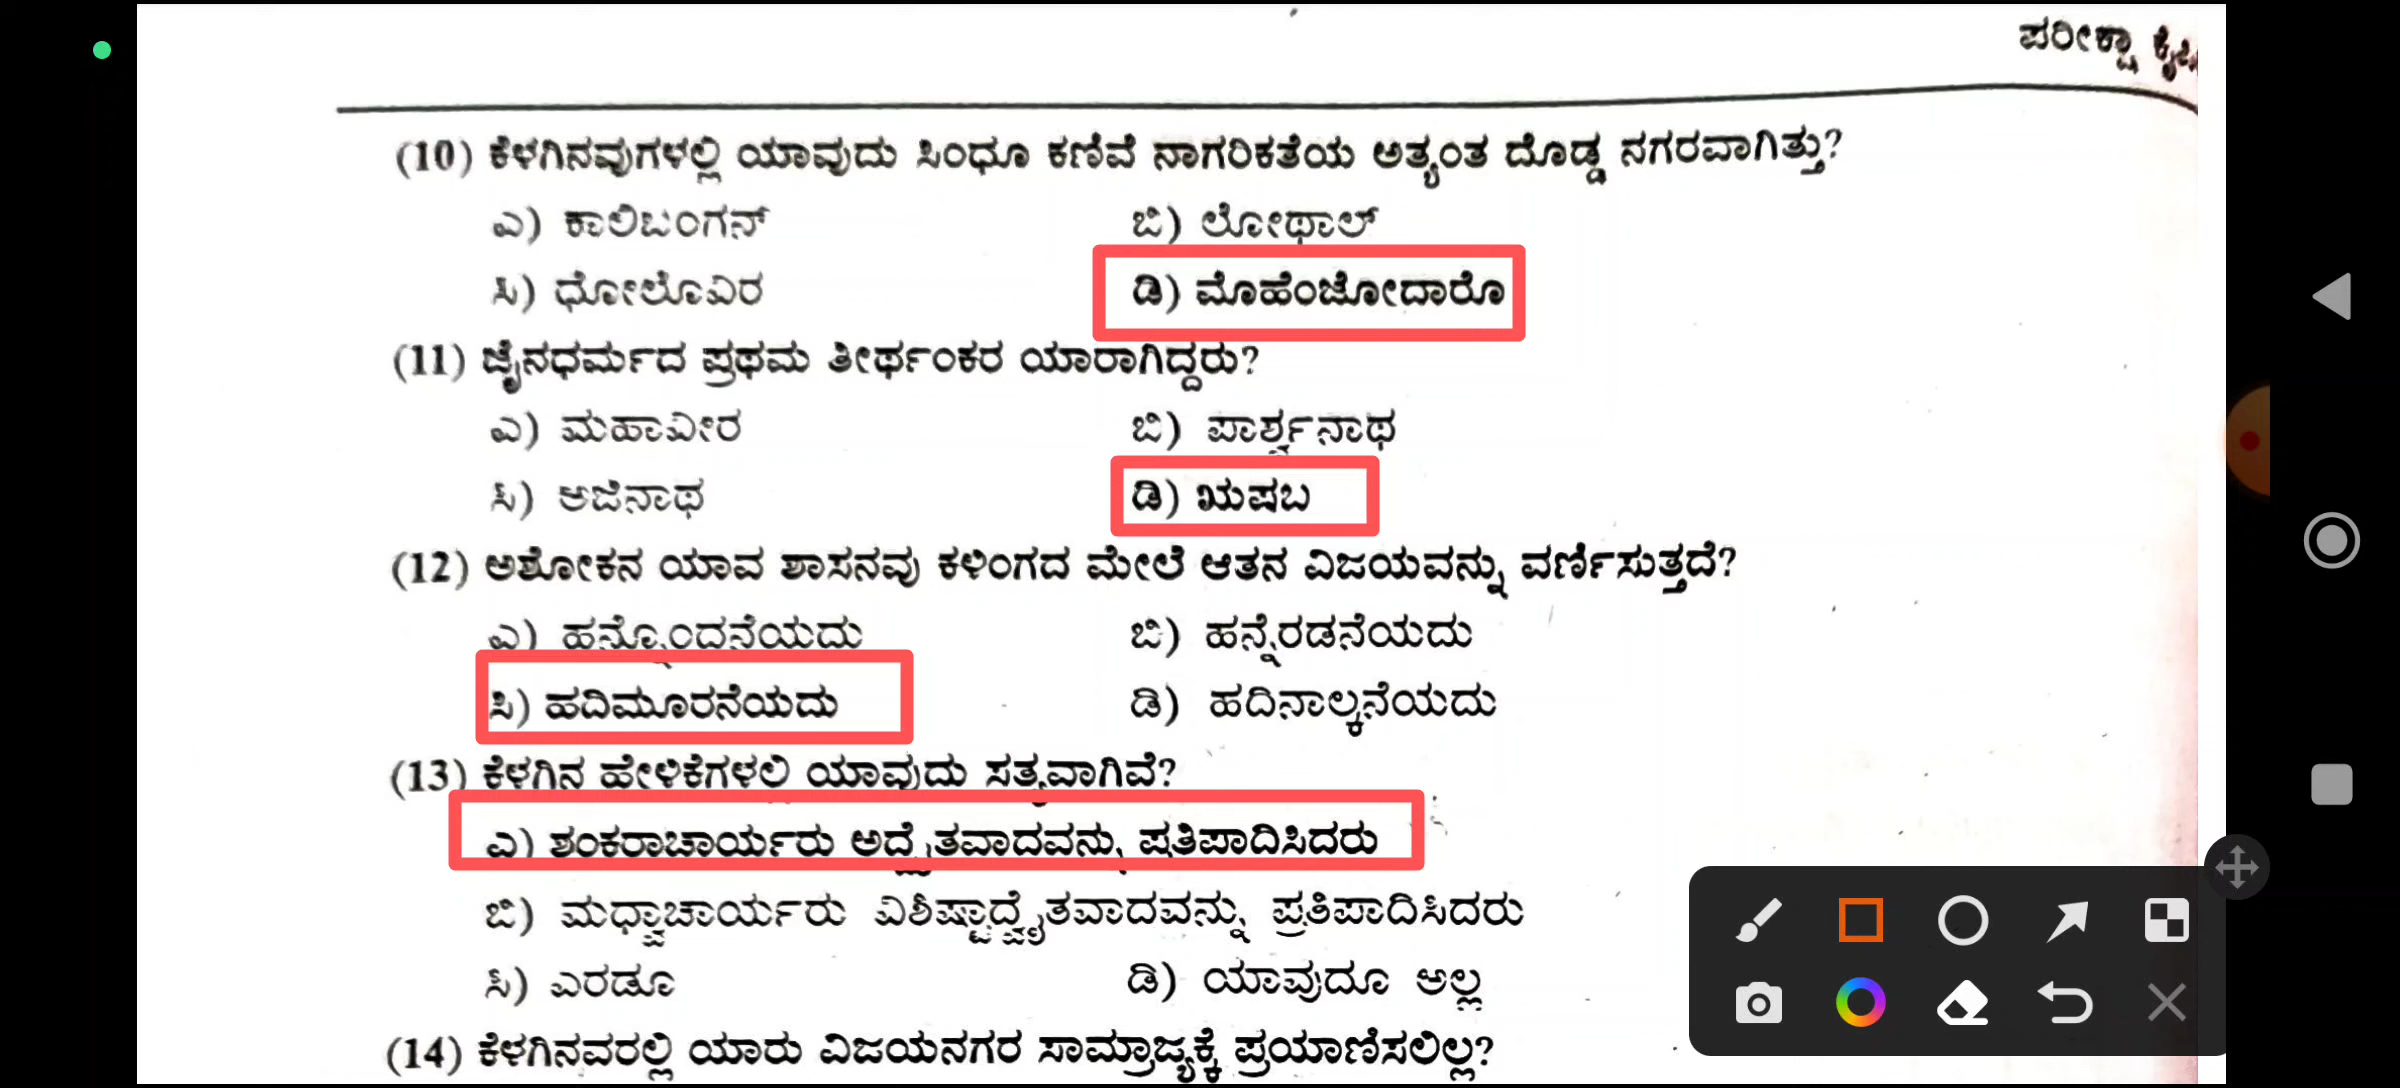 ಪರೀಕ್ಷಾ
(10) ಕೆಳಗಿನವುಗಳಲ್ಲಿ ಯಾವುದು ಸಿಂಧೂ ಕಣಿವೆ ನಾಗರಿಕತೆಯ ಅತ್ಯಂತ ದೊಡ್ಡ ನಗರವಾಗಿತ್ತು?
ಎ) ಕಾಲಿಬಂಗನ್ ಬಿ) ಲೋಥಾಲ್
ಸಿ) ಧೋಲೊವಿರ ಡಿ) ಮೊಹೆಂಜೋದಾರೊ
(11) ಜೈನಧರ್ಮದ ಪ್ರಥಮ ತೀರ್ಥಂಕರ ಯಾರಾಗಿದ್ದರು?
ಎ) ಮಹಾವೀರ ಬಿ) ಪಾರ್ಶ್ವನಾಥ
ಸಿ) ಅಜಿನಾಥ ಡಿ) ಋಷಬ
(12) ಅಶೋಕನ ಯಾವ ಶಾಸನವು ಕಳಿಂಗದ ಮೇಲೆ ಆತನ ವಿಜಯವನ್ನು ವರ್ಣಿಸುತ್ತದೆ?
ಎ) ಹನ್ನೊಂದನೆಯದು ಬಿ) ಹನ್ನೆರಡನೆಯದು
ಸಿ) ಹದಿಮೂರನೆಯದು ಡಿ) ಹದಿನಾಲ್ಕನೆಯದು
(13) ಕೆಳಗಿನ ಹೇಳಿಕೆಗಳಲ್ಲಿ ಯಾವುದು ಸತ್ಯವಾಗಿವೆ?
ಎ) ಶಂಕರಾಚಾರ್ಯರು ಅದ್ವೈತವಾದವನ್ನು ಪ್ರತಿಪಾದಿಸಿದರು
ಬಿ) ಮಧ್ವಾಚಾರ್ಯರು ವಿಶಿಷ್ಟಾದ್ವೈತವಾದವನ್ನು ಪ್ರತಿಪಾದಿಸಿದರು
ಸಿ) ಎರಡೂ ಡಿ) ಯಾವುದೂ ಅಲ್ಲ
(14) ಕೆಳಗಿನವರಲ್ಲಿ ಯಾರು ವಿಜಯನಗರ ಸಾಮ್ರಾಜ್ಯಕ್ಕೆ ಪ್ರಯಾಣಿಸಲಿಲ್ಲ?